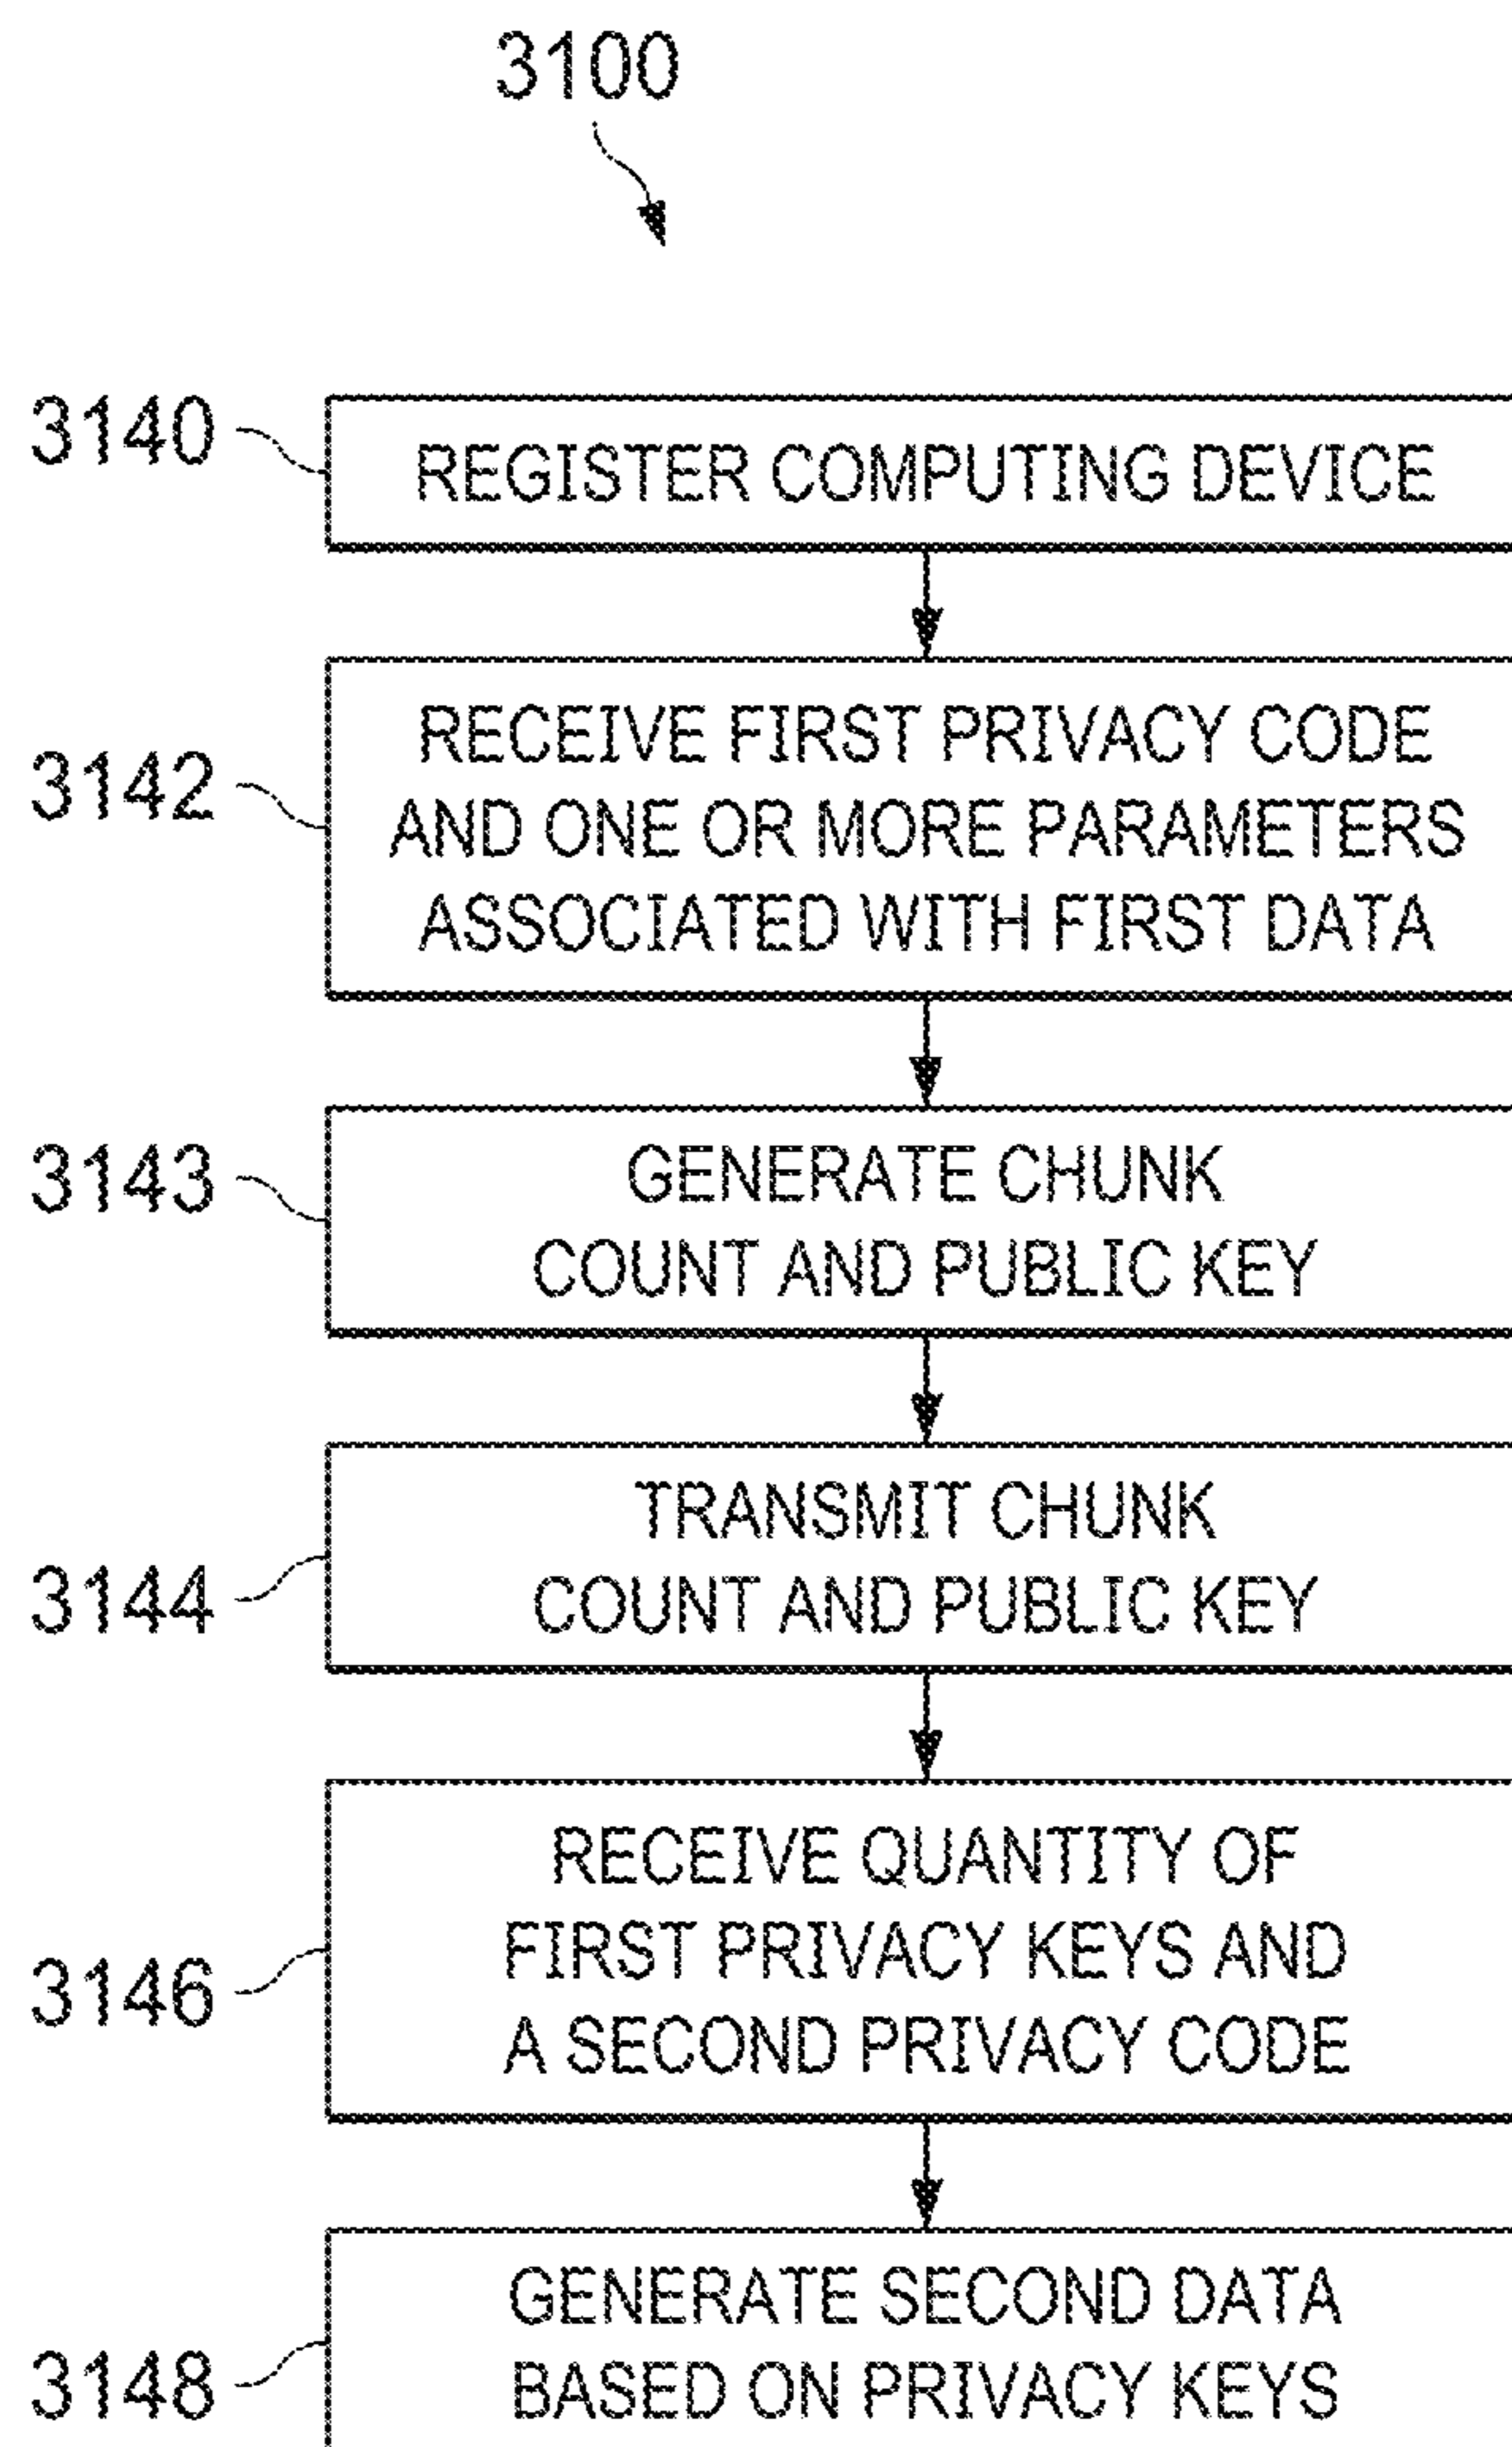 3100
3140
REGISTER COMPUTING DEVICE
3142
RECEIVE FIRST PRIVACY CODE
AND ONE OR MORE PARAMETERS
ASSOCIATED WITH FIRST DATA
3143
GENERATE CHUNK
COUNT AND PUBLIC KEY
3144
TRANSMIT CHUNK
COUNT AND PUBLIC KEY
3146
RECEIVE QUANTITY OF
FIRST PRIVACY KEYS AND
A SECOND PRIVACY CODE
3148
GENERATE SECOND DATA
BASED ON PRIVACY KEYS